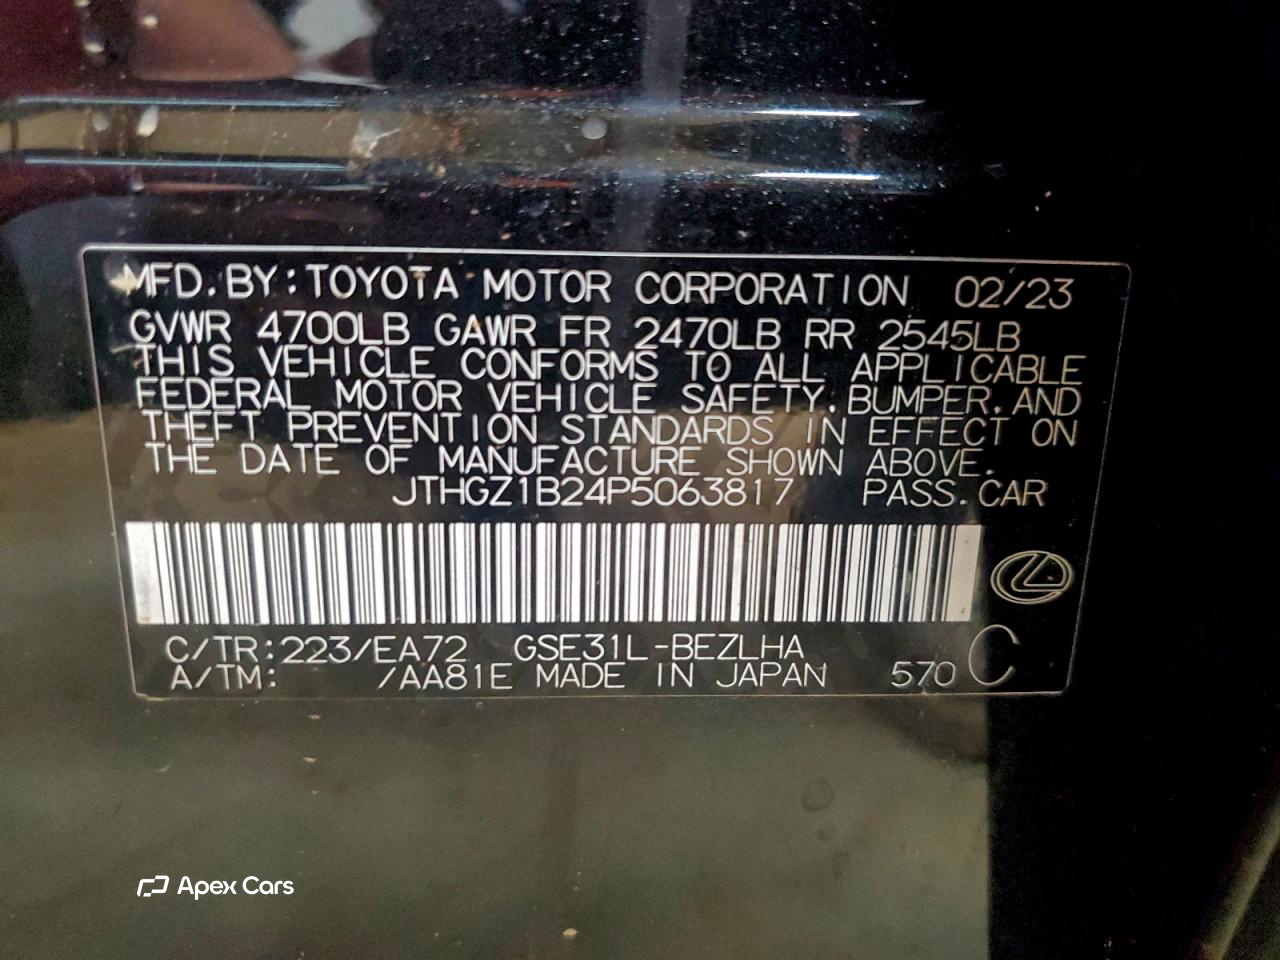 MFD. BY: TOYOTA MOTOR CORPORATION 02/23
GVWR 4700LB GAWR FR 2470LB RR 2545LB
THIS VEHICLE CONFORMS TO ALL APPLICABLE
FEDERAL MOTOR VEHICLE SAFETY, BUMPER, AND
THEFT PREVENTION STANDARDS IN EFFECT ON
THE DATE OF MANUFACTURE SHOWN ABOVE.
JTHGZ1B24P5063817 PASS. CAR
C/TR: 223/EA72 GSE31L-BEZLHA
A/TM: /AA81E MADE IN JAPAN 570 C
Apex Cars